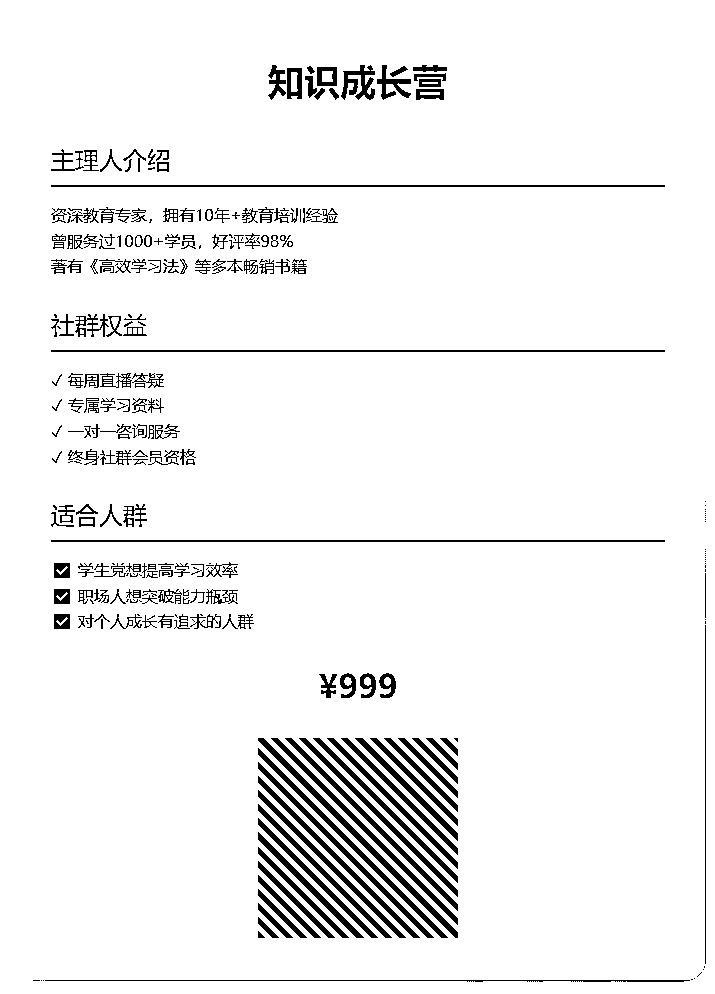 知识成长营
主理人介绍
资深教育专家，拥有10年+教育培训经验
曾服务过1000+学员，好评率98%
著有《高效学习法》等多本畅销书籍
社群权益
✓ 每周直播答疑
✓ 专属学习资料
✓ 一对一咨询服务
✓ 终身社群会员资格
适合人群
☑ 学生党想提高学习效率
☑ 职场人想突破能力瓶颈
☑ 对个人成长有追求的人群
¥999